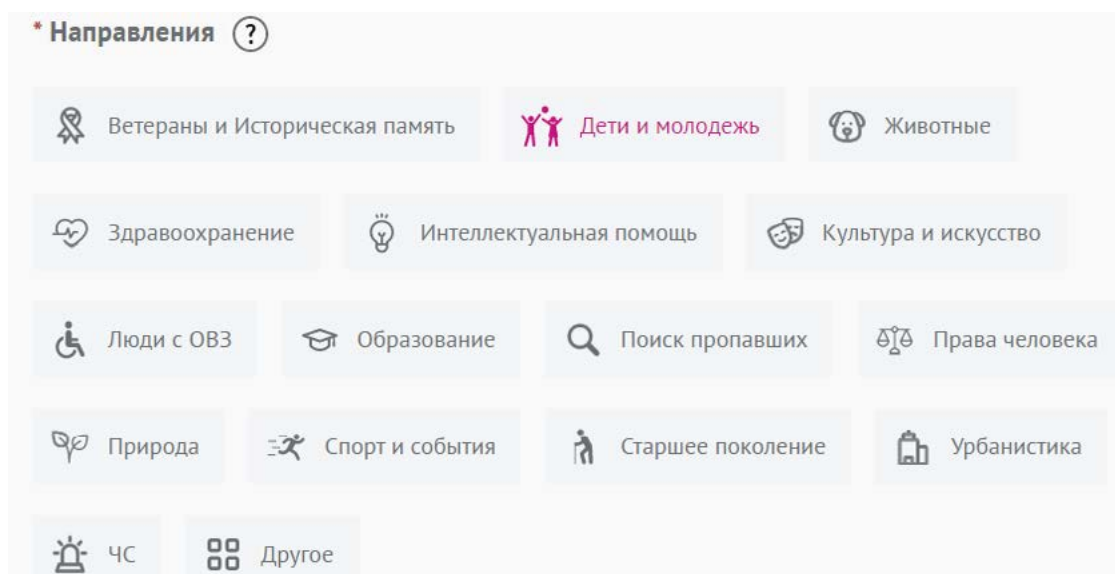 * Направления ?
Ветераны и Историческая память Дети и молодежь Животные
Здравоохранение Интеллектуальная помощь Культура и искусство
Люди с ОВЗ Образование Поиск пропавших Права человека
Природа Спорт и события Старшее поколение Урбанистика
ЧС Другое